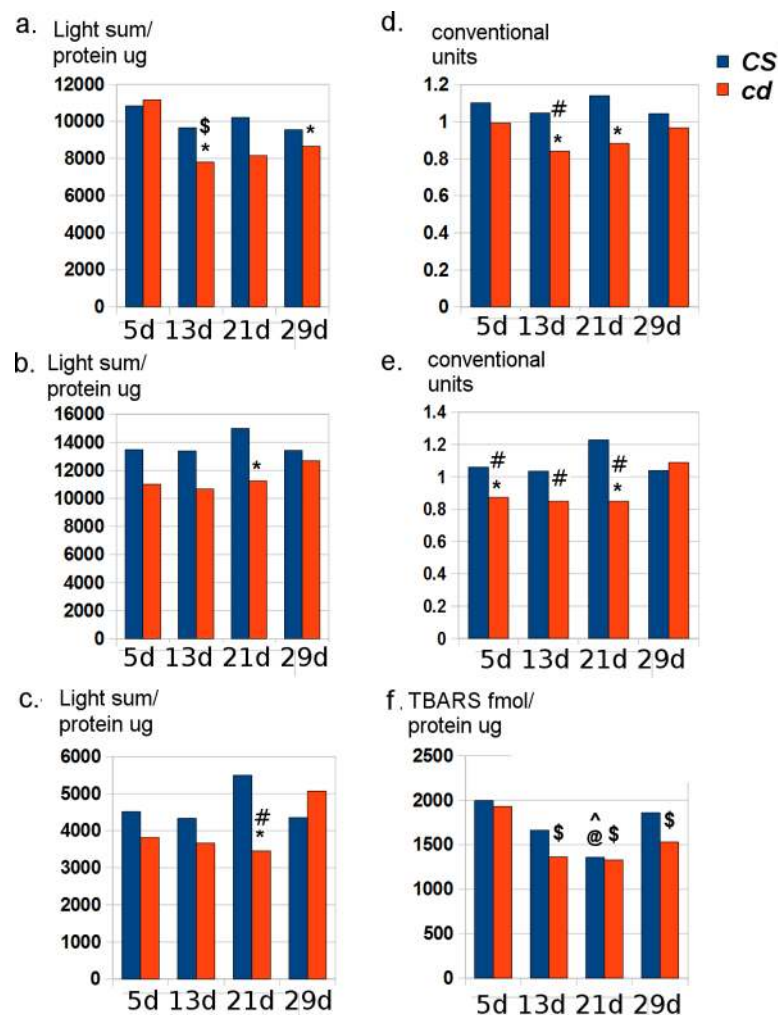 a. Light sum/
protein ug
12000
10000
8000
6000
4000
2000
0
$
*
*
5d 13d 21d 29d
d. conventional
units
1.2
1
0.8
0.6
0.4
0.2
0
#
*
*
5d 13d 21d 29d
CS
cd
b. Light sum/
protein ug
16000
14000
12000
10000
8000
6000
4000
2000
0
*
5d 13d 21d 29d
e. conventional
units
1.4
1.2
1
0.8
0.6
0.4
0.2
0
# # #
* *
5d 13d 21d 29d
c. Light sum/
protein ug
6000
5000
4000
3000
2000
1000
0
#
*
5d 13d 21d 29d
f. TBARS fmol/
protein ug
2500
2000
1500
1000
500
0
^
$ @ $ $
5d 13d 21d 29d